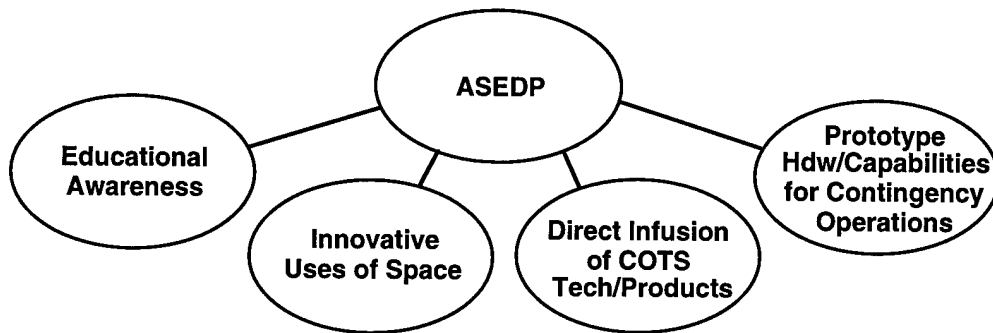 ASEDP
Educational
Awareness
Innovative
Uses of Space
Direct Infusion
of COTS
Tech/Products
Prototype
Hdw/Capabilities
for Contingency
Operations